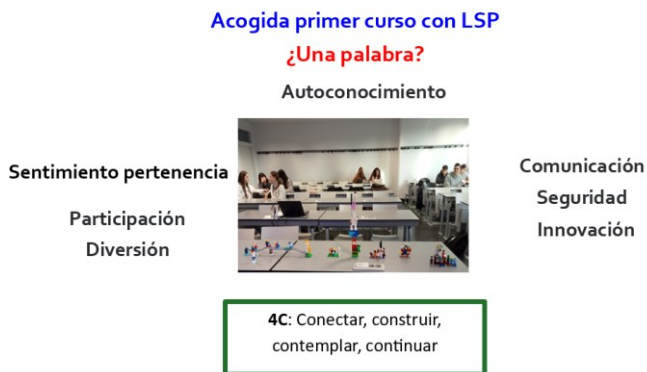 Acogida primer curso con LSP
¿Una palabra?
Autoconocimiento
Sentimiento pertenencia
Participación
Diversión
Comunicación
Seguridad
Innovación
4C: Conectar, construir,
contemplar, continuar